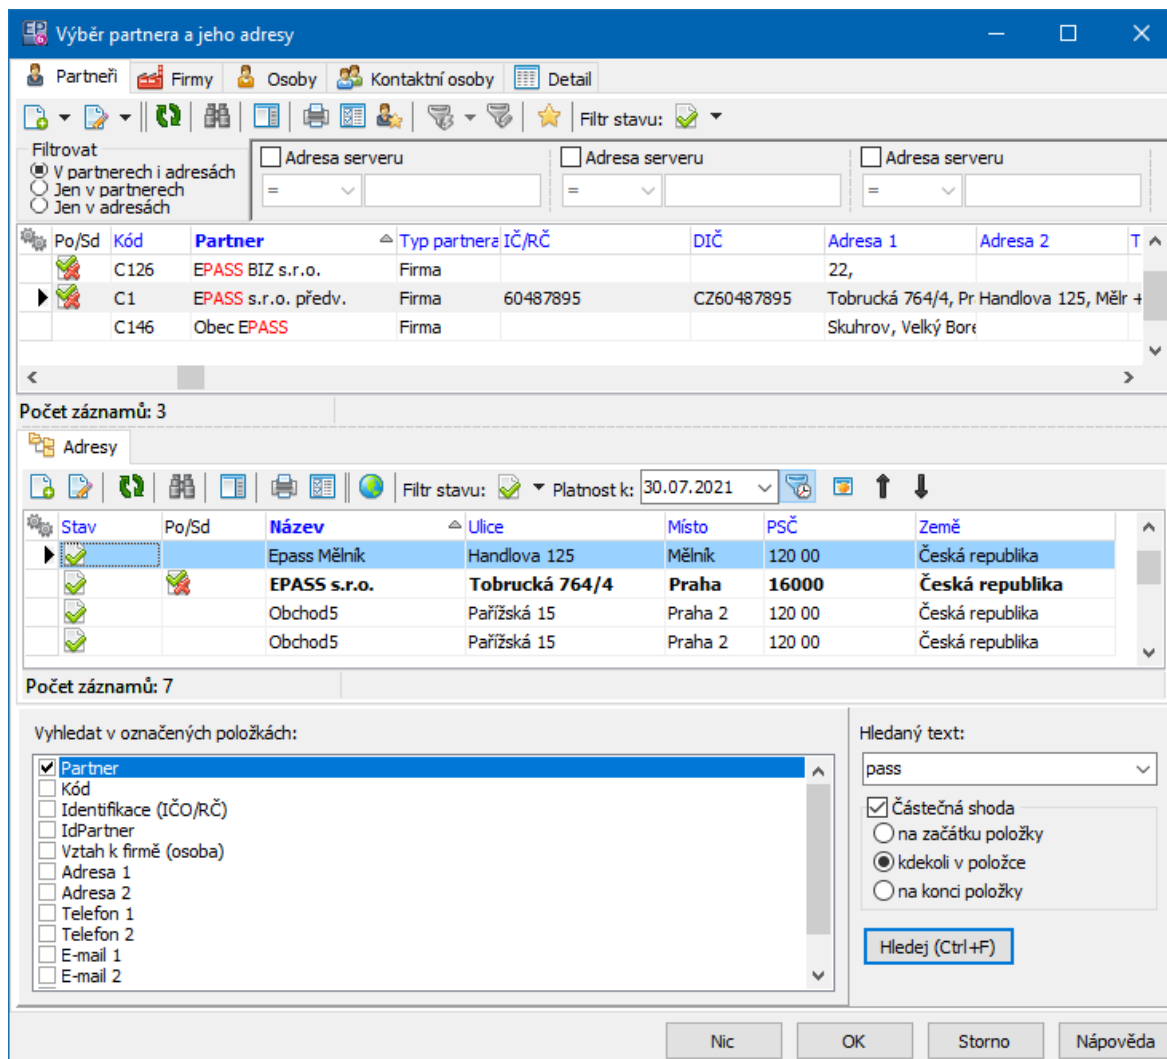 Výběr partnera a jeho adresy
Partneři Firmy Osoby Kontaktní osoby Detail
Filtr stavu:
Filtrovat
V partnerech i adresách
Jen v partnerech
Jen v adresách
Adresa serveru Adresa serveru Adresa serveru
= = =
Po/Sd Kód Partner Typ partnera IČ/RČ DIČ Adresa 1 Adresa 2 T
C126 EPASS BIZ s.r.o. Firma 22,
C1 EPASS s.r.o. předv. Firma 60487895 CZ60487895 Tobrucká 764/4, Pr Handlova 125, Mělr +
C146 Obec EPASS Firma Skuhrov, Velký Bore
Počet záznamů: 3
Adresy
Filtr stavu: Platnost k: 30.07.2021
Stav Po/Sd Název Ulice Místo PSČ Země
Epass Mělník Handlova 125 Mělník 120 00 Česká republika
EPASS s.r.o. Tobrucká 764/4 Praha 16000 Česká republika
Obchod5 Pařížská 15 Praha 2 120 00 Česká republika
Obchod5 Pařížská 15 Praha 2 120 00 Česká republika
Počet záznamů: 7
Vyhledat v označených položkách:
Partner
Kód
Identifikace (IČO/RČ)
IdPartner
Vztah k firmě (osoba)
Adresa 1
Adresa 2
Telefon 1
Telefon 2
E-mail 1
E-mail 2
Hledaný text:
pass
Částečná shoda
na začátku položky
kdekoli v položce
na konci položky
Hledej (Ctrl+F)
Nic OK Storno Nápověda